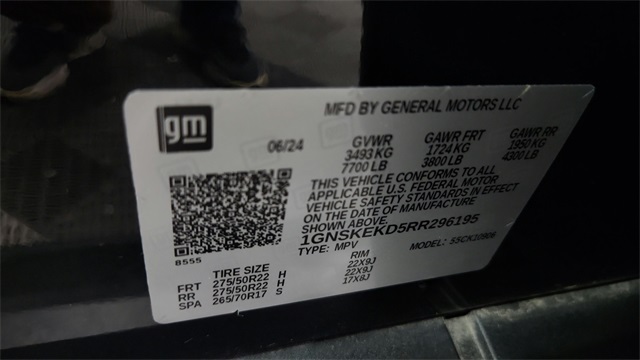 gm
MFD BY GENERAL MOTORS LLC
06/24
GVWR GAWR FRT GAWR RR
3493 KG 1724 KG 1950 KG
7700 LB 3800 LB 4300 LB
THIS VEHICLE CONFORMS TO ALL
APPLICABLE U.S. FEDERAL MOTOR
VEHICLE SAFETY STANDARDS IN EFFECT
ON THE DATE OF MANUFACTURE
SHOWN ABOVE.
1GNSKEKD5RR296195
TYPE: MPV MODEL:
8555
TIRE SIZE RIM
FRT 275/50R22 H 22X9J
RR 275/50R22 H 22X9J
SPA 265/70R17 S 17X8J